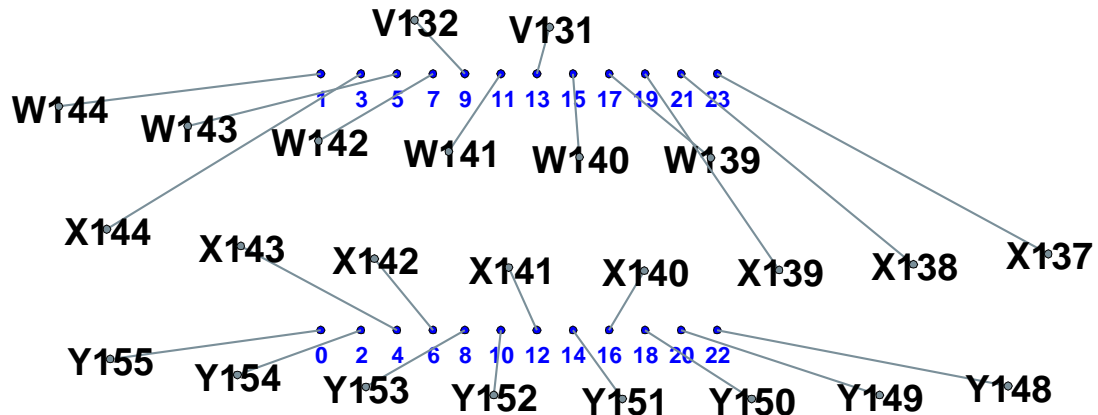 V132 V131
1 3 5 7 9 11 13 15 17 19 21 23
W144 W143 W142 W141 W140 W139
X144 X143 X142 X141 X140 X139 X138 X137
0 2 4 6 8 10 12 14 16 18 20 22
Y155 Y154 Y153 Y152 Y151 Y150 Y149 Y148